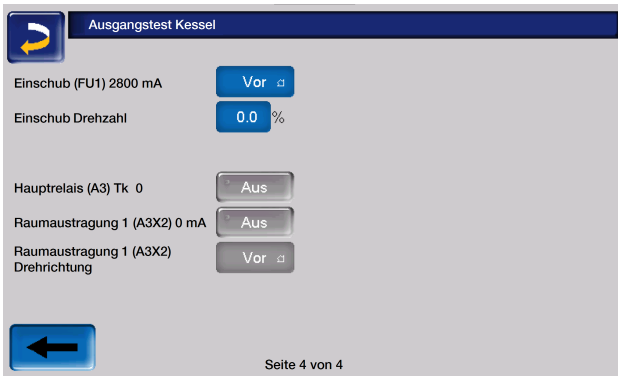 Ausgangstest Kessel
Einschub (FU1) 2800 mA Vor
Einschub Drehzahl 0.0 %
Hauptrelais (A3) Tk 0 Aus
Raumaustragung 1 (A3X2) 0 mA Aus
Raumaustragung 1 (A3X2)
Drehrichtung Vor
Seite 4 von 4